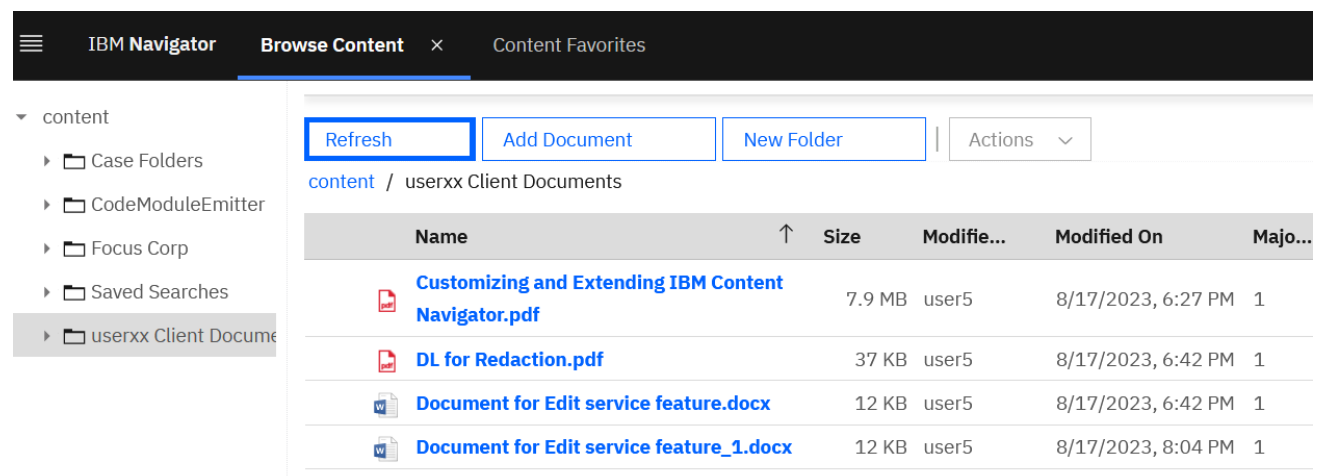 IBM Navigator Browse Content × Content Favorites
content
Case Folders
CodeModuleEmitter
Focus Corp
Saved Searches
userxx Client Docume
Refresh Add Document New Folder Actions
content / userxx Client Documents
Name Size Modifie... Modified On Majo...
Customizing and Extending IBM Content
Navigator.pdf 7.9 MB user5 8/17/2023, 6:27 PM 1
DL for Redaction.pdf 37 KB user5 8/17/2023, 6:42 PM 1
Document for Edit service feature.docx 12 KB user5 8/17/2023, 6:42 PM 1
Document for Edit service feature_1.docx 12 KB user5 8/17/2023, 8:04 PM 1